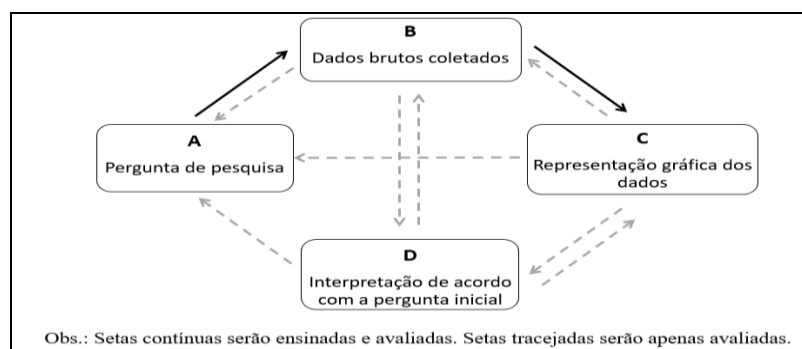 B
Dados brutos coletados
A
Pergunta de pesquisa
C
Representação gráfica dos
dados
D
Interpretação de acordo
com a pergunta inicial
Obs.: Setas contínuas serão ensinadas e avaliadas. Setas tracejadas serão apenas avaliadas.